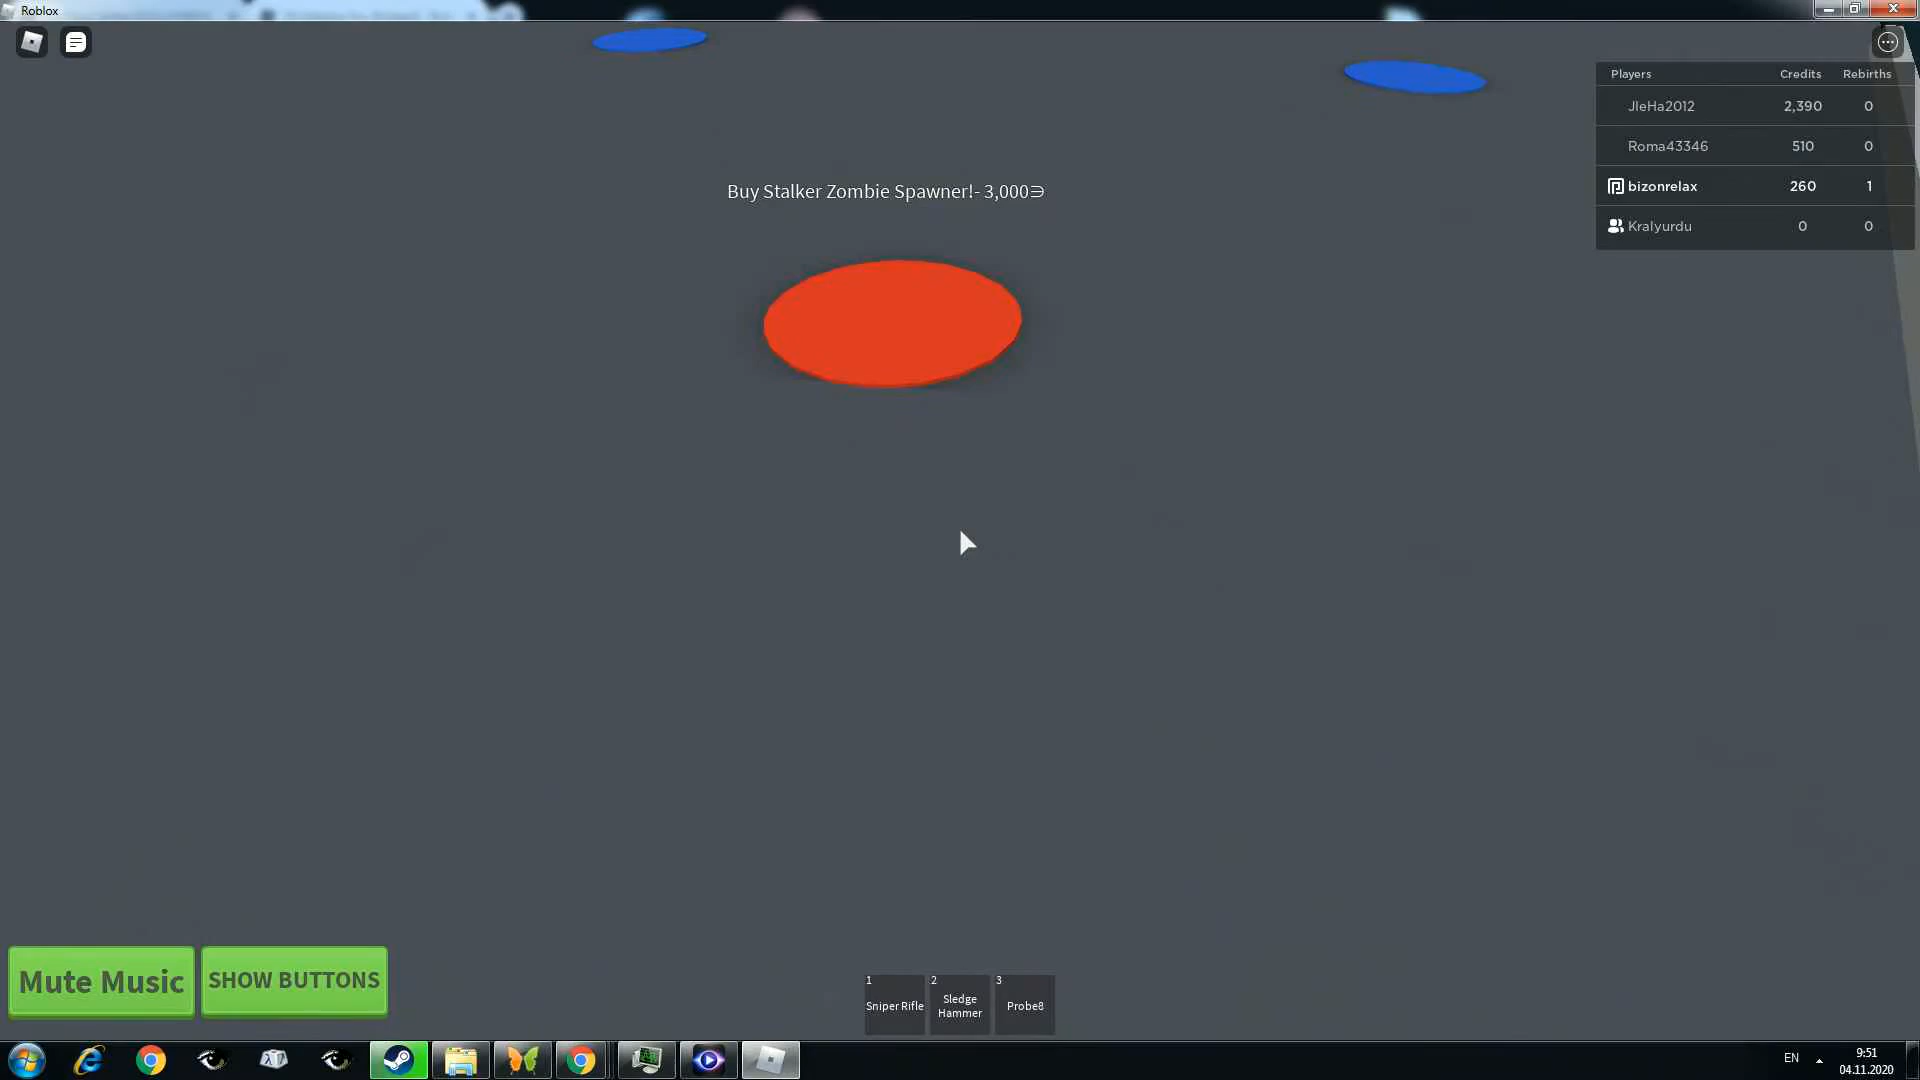 Roblox
Players Credits Rebirths
JleHa2012 2,390 0
Roma43346 510 0
bizonrelax 260 1
Kralyurdu 0 0
Buy Stalker Zombie Spawner!- 3,000∋
Mute Music
SHOW BUTTONS
1
Sniper Rifle
2
Sledge
Hammer
3
Probe8
EN
9:51
04.11.2020